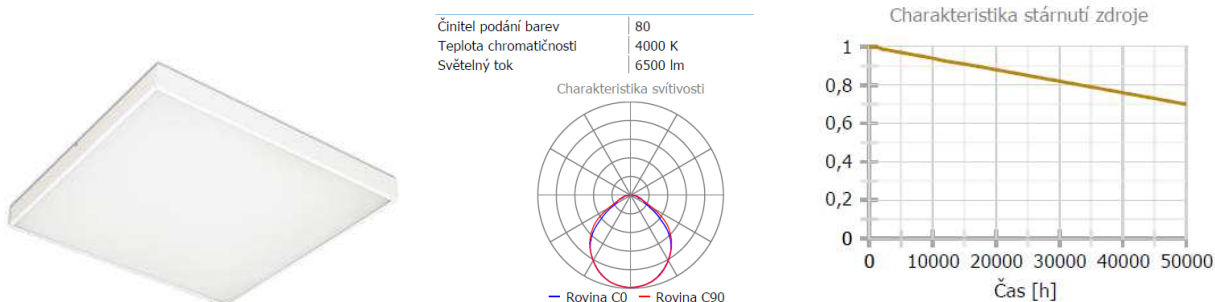 Činitel podání barev 80
Teplota chromatičnosti 4000 K
Světelný tok 6500 lm
Charakteristika svítivosti
Rovina C0 Rovina C90
Charakteristika stárnutí zdroje
1
0,8
0,6
0,4
0,2
0
0 10000 20000 30000 40000 50000
Čas [h]